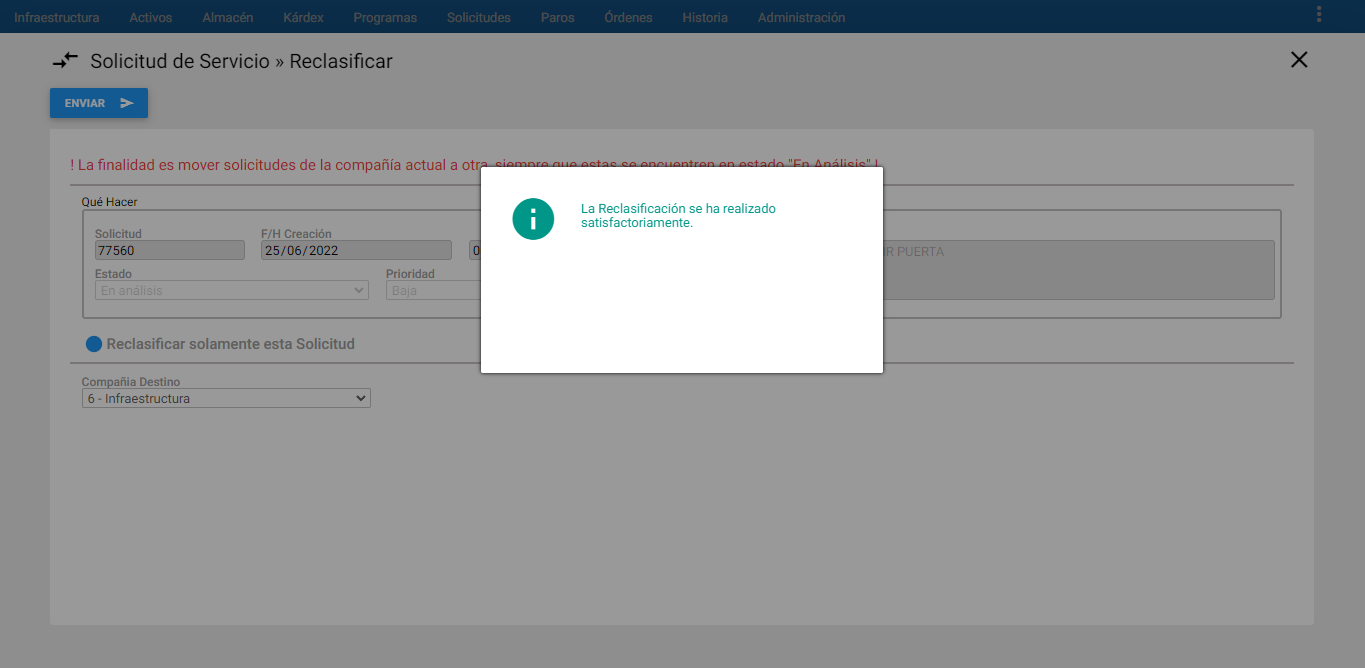 Infraestructura Activos Almacén Kárdex Programas Solicitudes Paros Órdenes Historia Administración
Solicitud de Servicio » Reclasificar
ENVIAR
! La finalidad es mover solicitudes de la compañía actual a otra, siempre que estas se encuentren en estado "En Análisis" !
La Reclasificación se ha realizado
satisfactoriamente.
Qué Hacer
Solicitud F/H Creación
77560 25/06/2022 0 R PUERTA
Estado Prioridad
En análisis Baja
Reclasificar solamente esta Solicitud
Compañia Destino
6 - Infraestructura